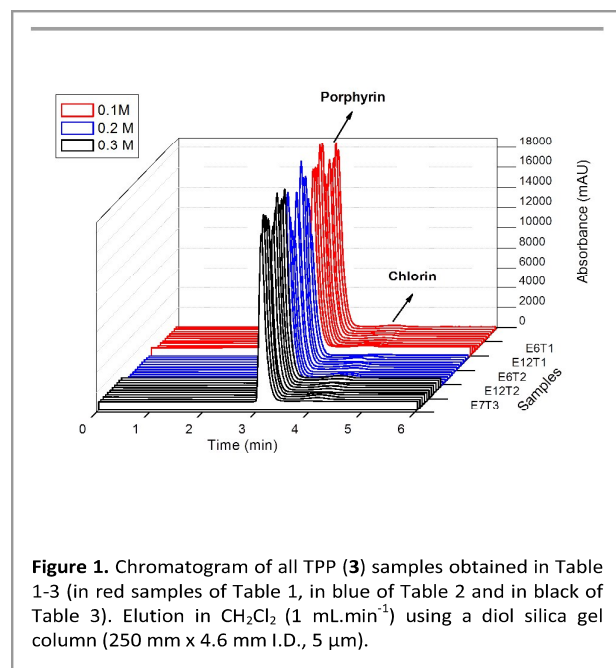 Porphyrin
0.1M
0.2 M
0.3 M
18000
16000
14000
12000
10000
8000
6000
4000
2000
0
Absorbance (mAU)
Chlorin
E6T1
E12T1
E6T2
E12T2
E7T3
Samples
0 1 2 3 4 5 6
Time (min)
Figure 1. Chromatogram of all TPP (3) samples obtained in Table
1-3 (in red samples of Table 1, in blue of Table 2 and in black of
Table 3). Elution in CH₂Cl₂ (1 mL.min⁻¹) using a diol silica gel
column (250 mm x 4.6 mm I.D., 5 µm).